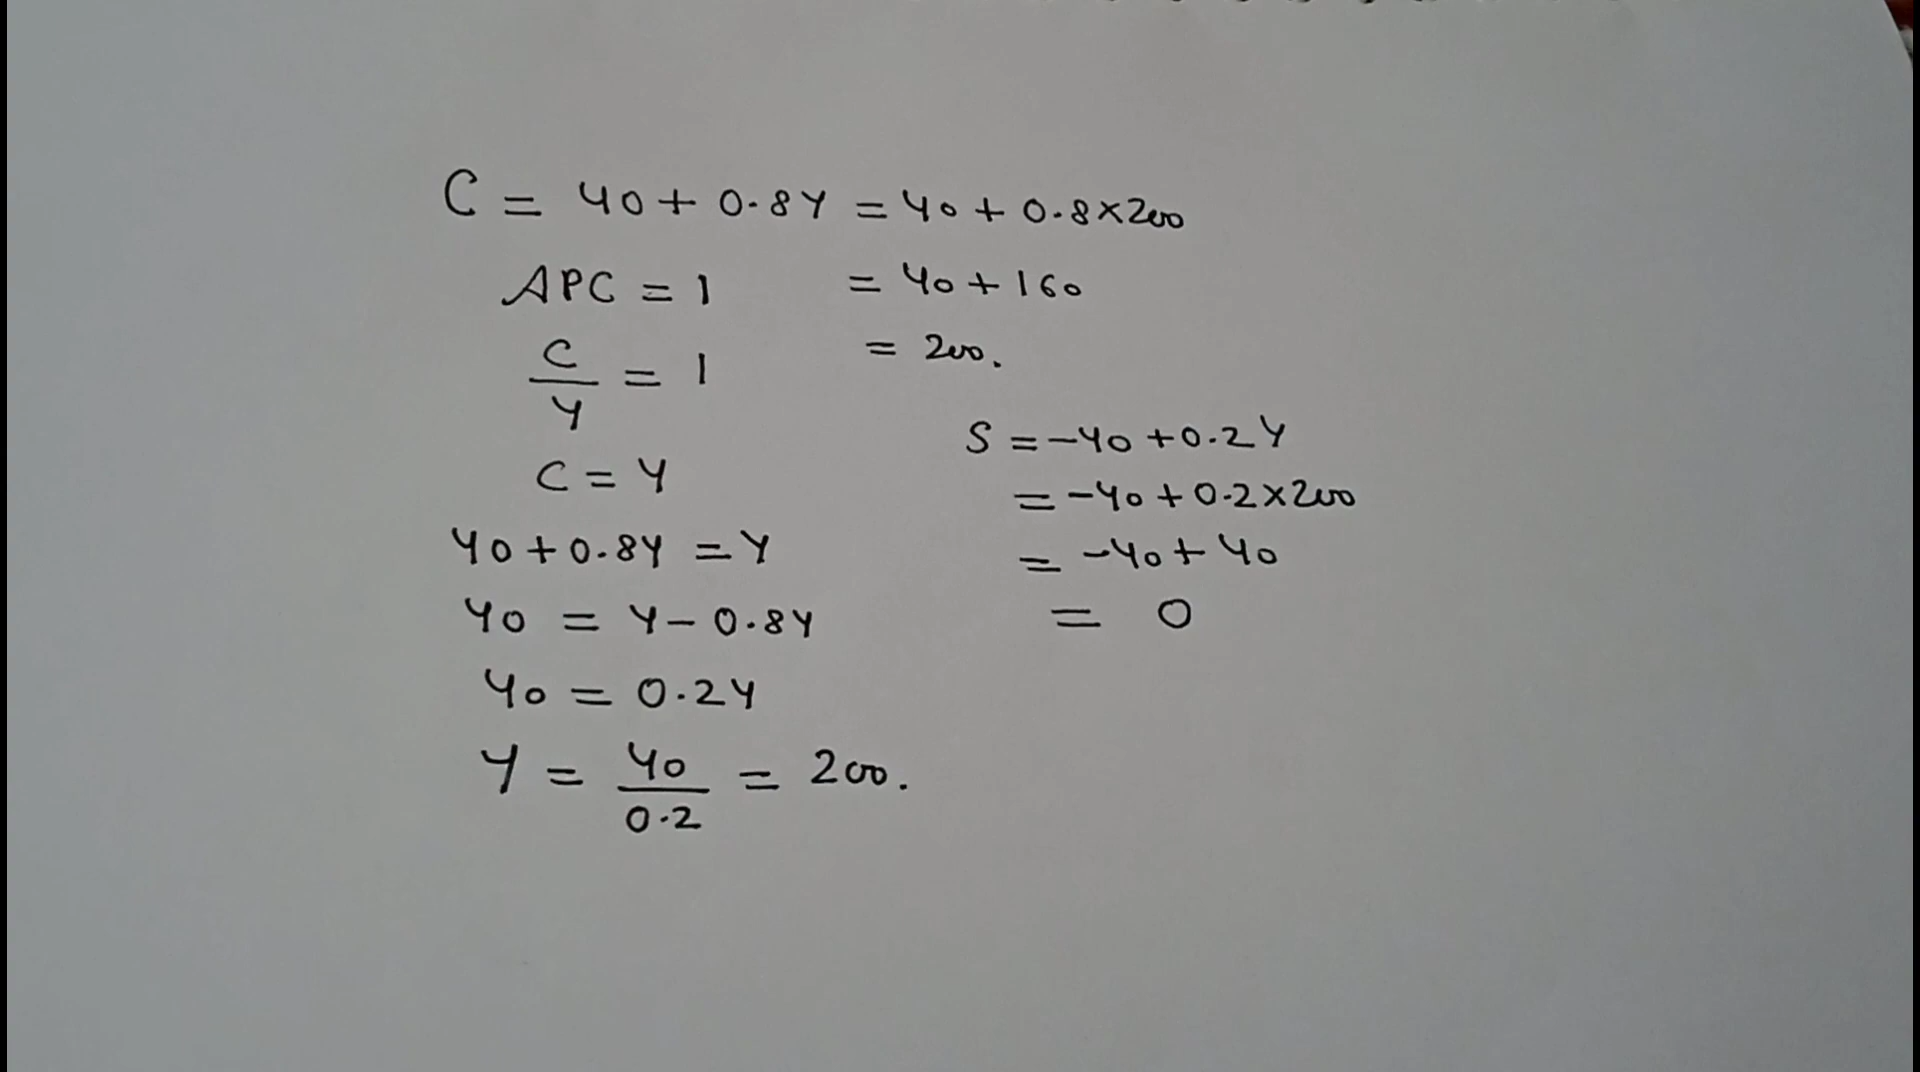 C = 40 + 0.8Y = 40 + 0.8×200
APC = 1
= 40 + 160
C/Y = 1
= 200.
C = Y
40 + 0.8Y = Y
40 = Y - 0.8Y
40 = 0.2Y
Y = 40/0.2 = 200.
S = -40 + 0.2Y
= -40 + 0.2×200
= -40 + 40
= 0